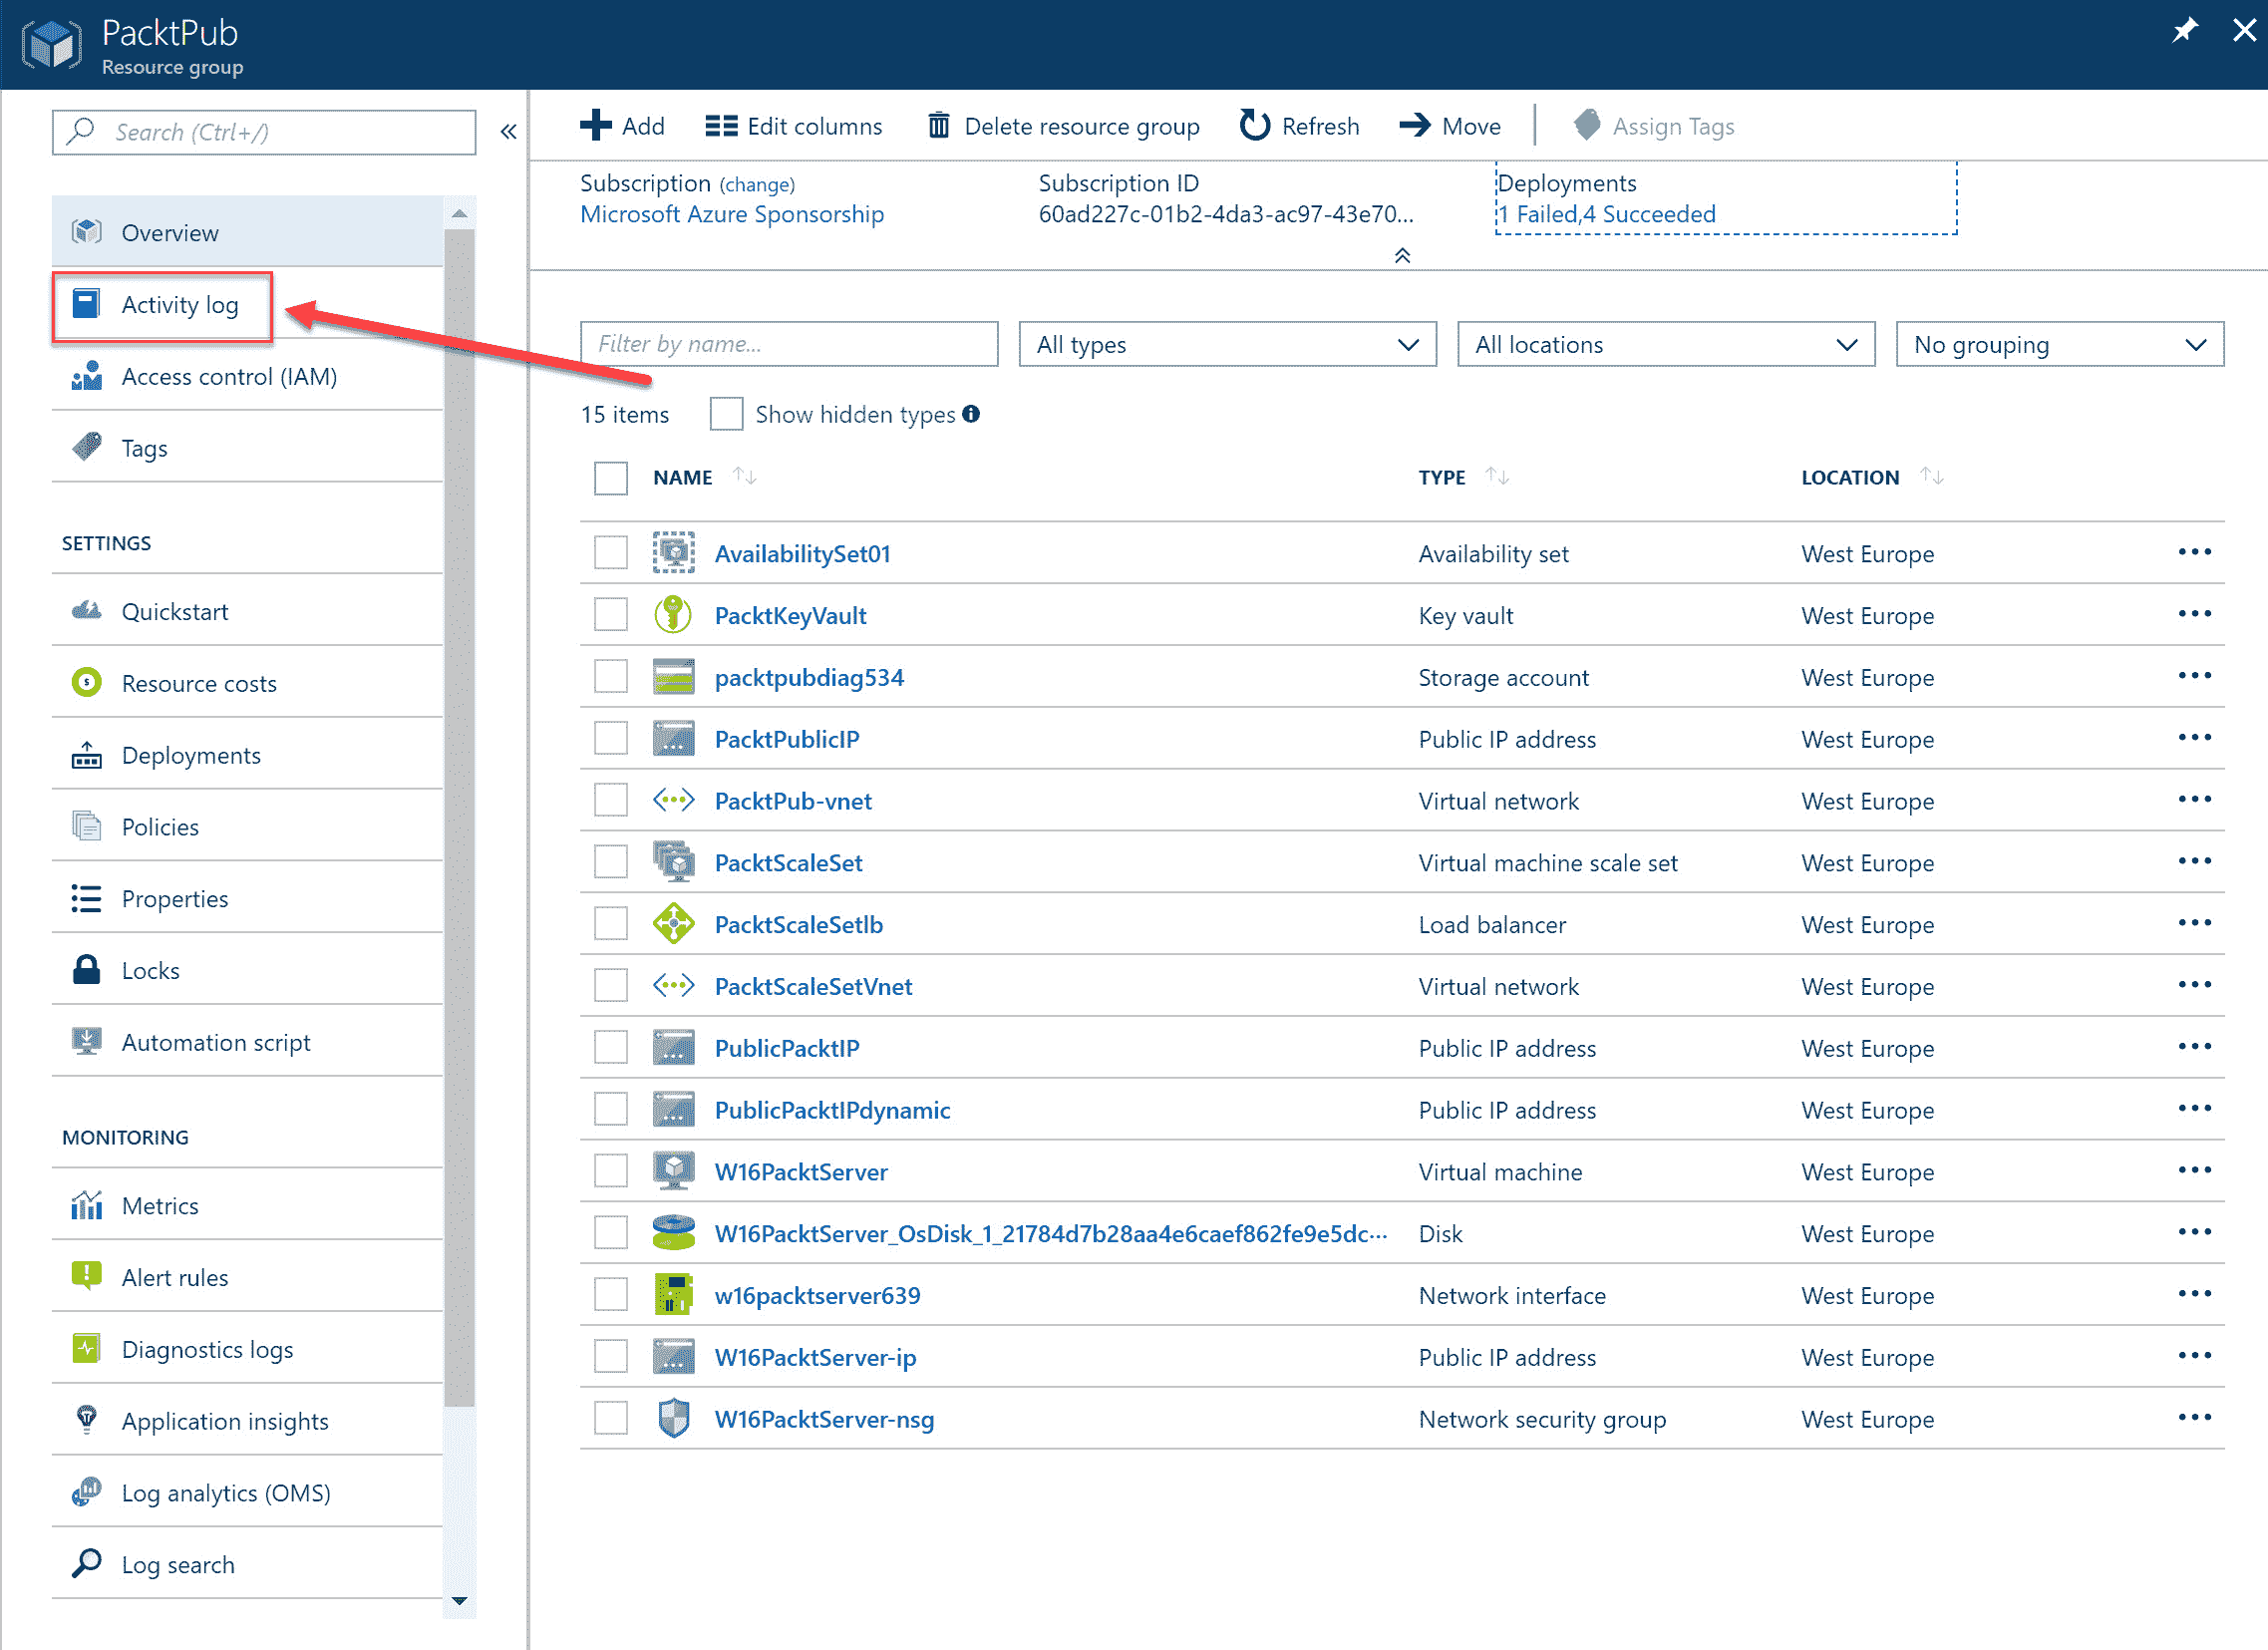 PacktPub
Resource group
Search (Ctrl+/)
«
Overview
Activity log
Access control (IAM)
Tags
SETTINGS
Quickstart
Resource costs
Deployments
Policies
Properties
Locks
Automation script
MONITORING
Metrics
Alert rules
Diagnostics logs
Application insights
Log analytics (OMS)
Log search
Add Edit columns Delete resource group Refresh Move Assign Tags
Subscription (change) Subscription ID Deployments
Microsoft Azure Sponsorship 60ad227c-01b2-4da3-ac97-43e70... 1 Failed,4 Succeeded
Filter by name... All types All locations No grouping
15 items Show hidden types
NAME TYPE LOCATION
AvailabilitySet01 Availability set West Europe ...
PacktKeyVault Key vault West Europe ...
packtpubdiag534 Storage account West Europe ...
PacktPublicIP Public IP address West Europe ...
PacktPub-vnet Virtual network West Europe ...
PacktScaleSet Virtual machine scale set West Europe ...
PacktScaleSetlb Load balancer West Europe ...
PacktScaleSetVnet Virtual network West Europe ...
PublicPacktIP Public IP address West Europe ...
PublicPacktIPdynamic Public IP address West Europe ...
W16PacktServer Virtual machine West Europe ...
W16PacktServer_OsDisk_1_21784d7b28aa4e6caef862fe9e5dc... Disk West Europe ...
w16packtserver639 Network interface West Europe ...
W16PacktServer-ip Public IP address West Europe ...
W16PacktServer-nsg Network security group West Europe ...